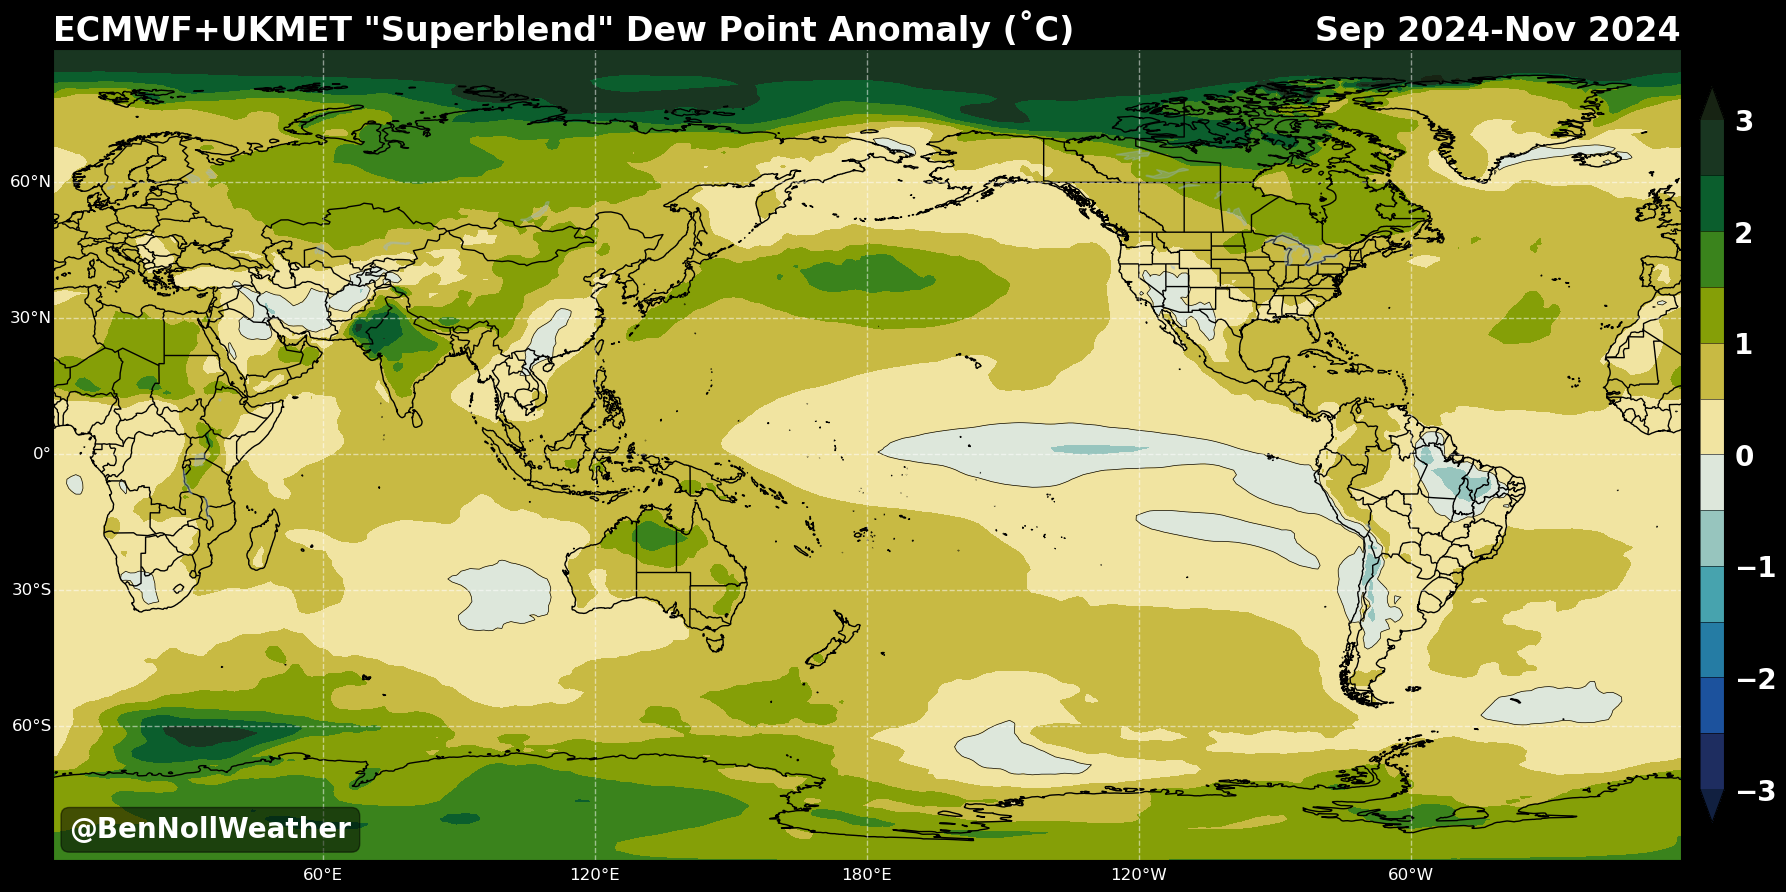 ECMWF+UKMET "Superblend" Dew Point Anomaly (˚C) Sep 2024-Nov 2024
3
60°N
2
30°N
1
0°
0
−1
30°S
−2
60°S
−3
@BenNollWeather
60°E 120°E 180°E 120°W 60°W